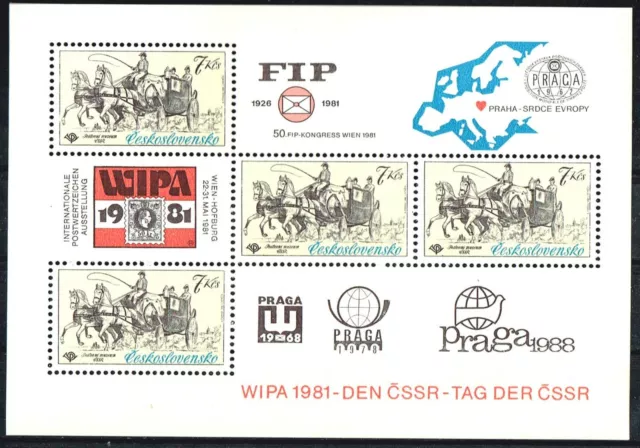 7 Kčs
Československo
FIP
1926 1981
50. FIP-KONGRESS WIEN 1981
PRAGA
PRAHA-SRDCE EVROPY
INTERNATIONALE
POSTWERTZEICHEN
AUSSTELLUNG
WIPA
1981
WIEN-HOFBURG
22-31. MAI 1981
7 Kčs
Československo
7 Kčs
Československo
7 Kčs
Československo
PRAGA
1968
PRAGA
1978
Praga 1988
WIPA 1981-DEN ČSSR-TAG DER ČSSR